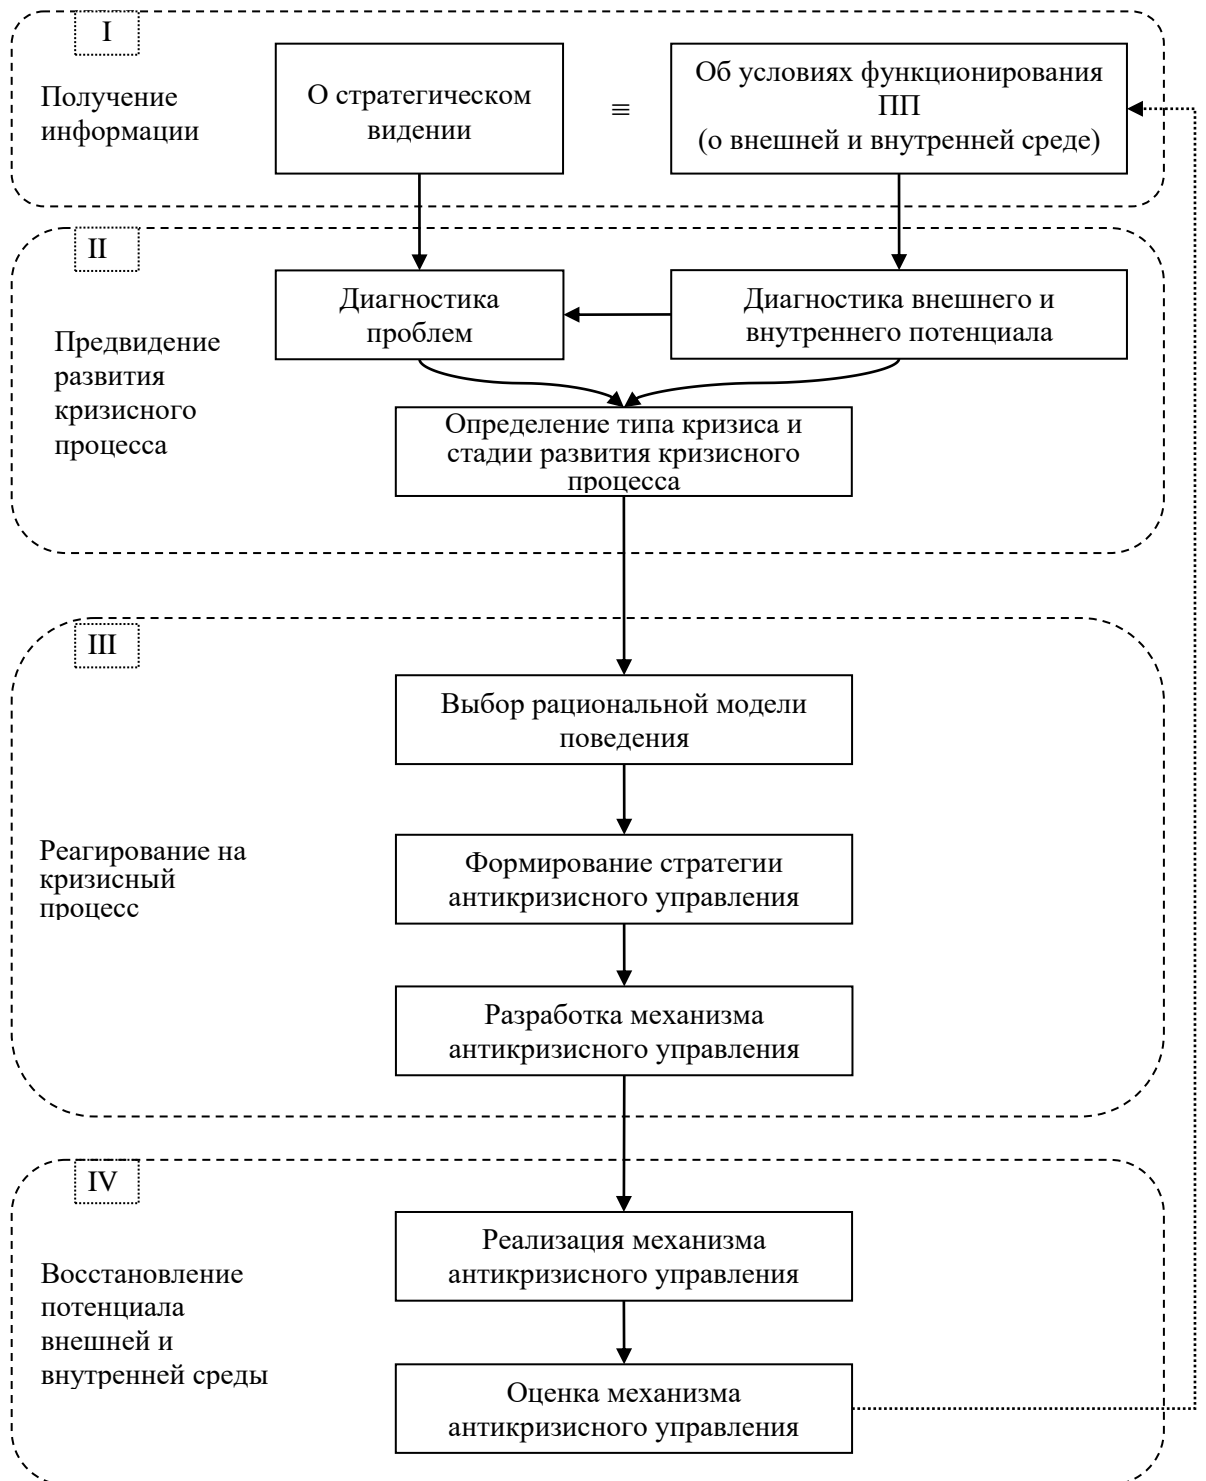 I
Получение
информации
О стратегическом
видении
≡
Об условиях функционирования
ПП
(о внешней и внутренней среде)
II
Предвидение
развития
кризисного
процесса
Диагностика
проблем
Диагностика внешнего и
внутреннего потенциала
Определение типа кризиса и
стадии развития кризисного
процесса
III
Реагирование на
кризисный
процесс
Выбор рациональной модели
поведения
Формирование стратегии
антикризисного управления
Разработка механизма
антикризисного управления
IV
Восстановление
потенциала
внешней и
внутренней среды
Реализация механизма
антикризисного управления
Оценка механизма
антикризисного управления